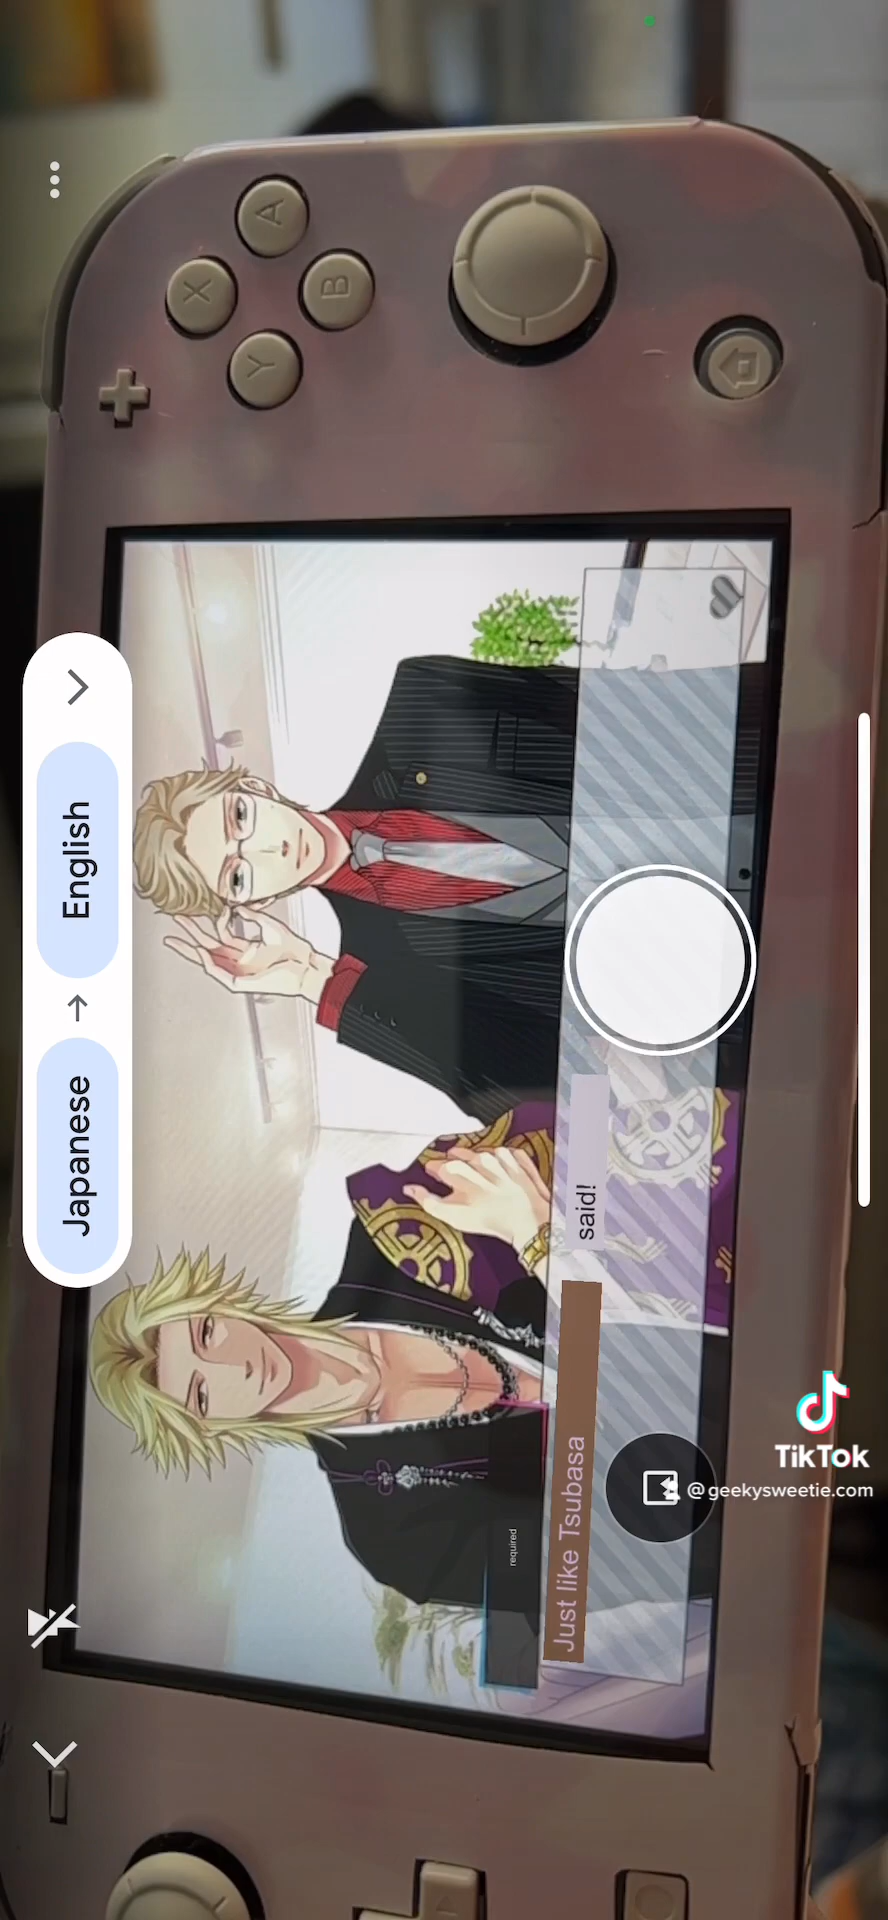 Japanese → English
required
Just like Tsubasa
said!
A
X
B
Y
TikTok
@geekysweetie.com